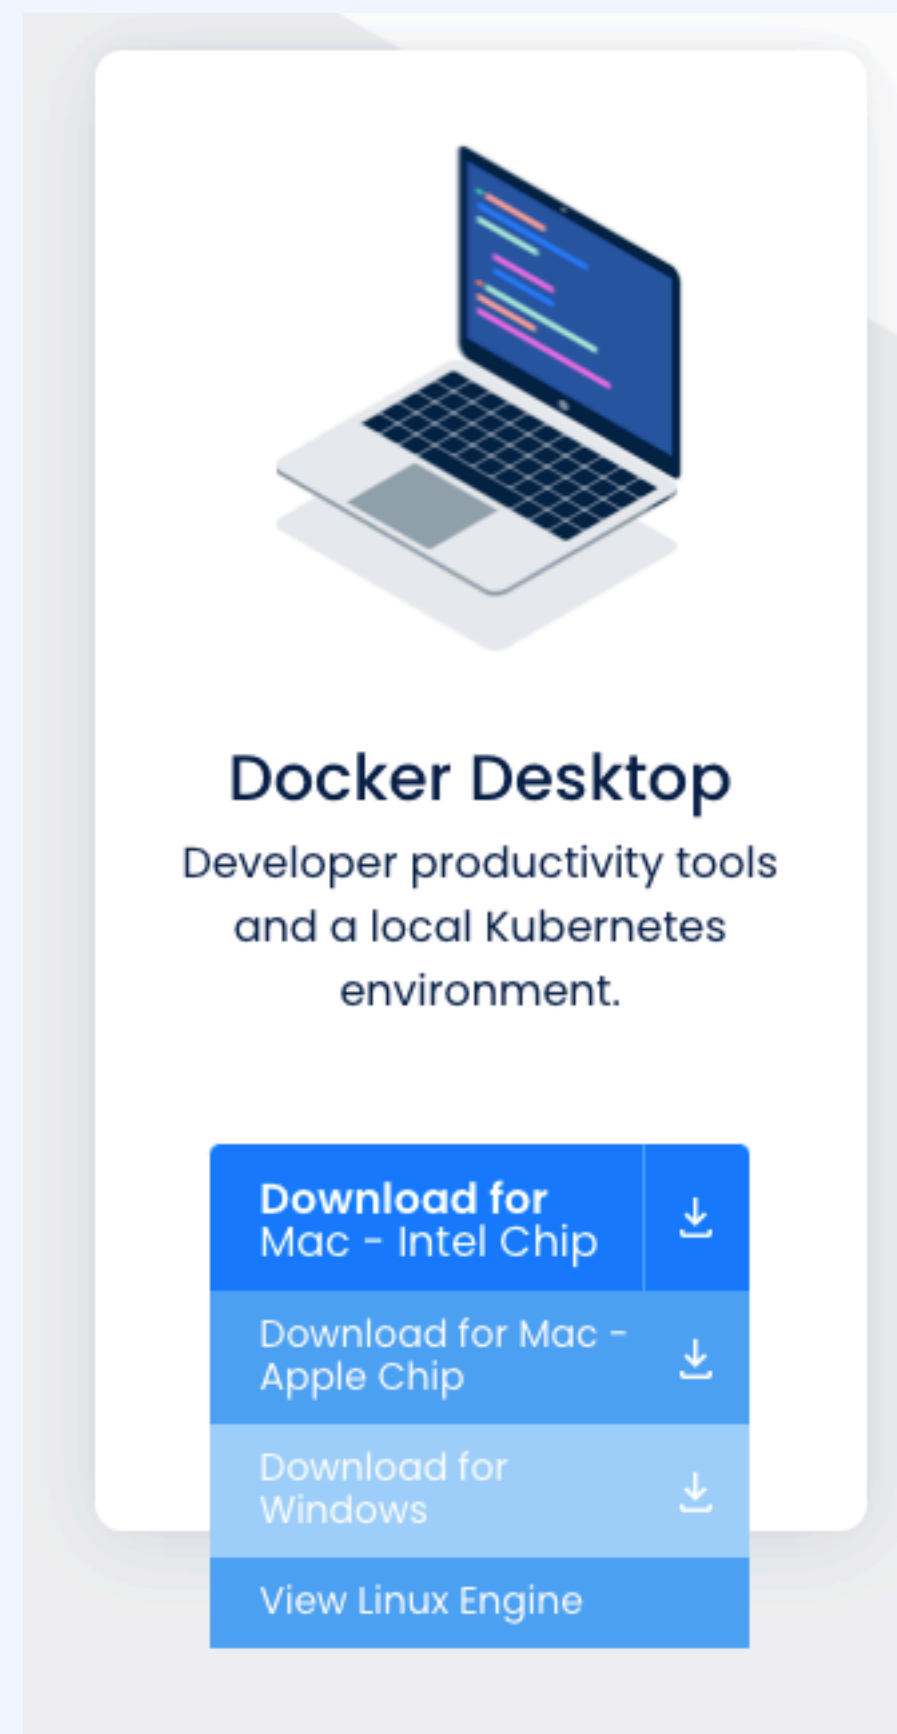 Docker Desktop
Developer productivity tools
and a local Kubernetes
environment.
Download for
Mac - Intel Chip
Download for Mac -
Apple Chip
Download for
Windows
View Linux Engine